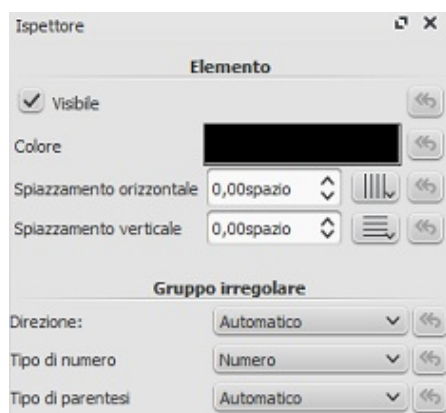 Ispettore
Elemento
Visibile
Colore
Spiazzamento orizzontale 0,00spazio
Spiazzamento verticale 0,00spazio
Gruppo irregolare
Direzione: Automatico
Tipo di numero Numero
Tipo di parentesi Automatico